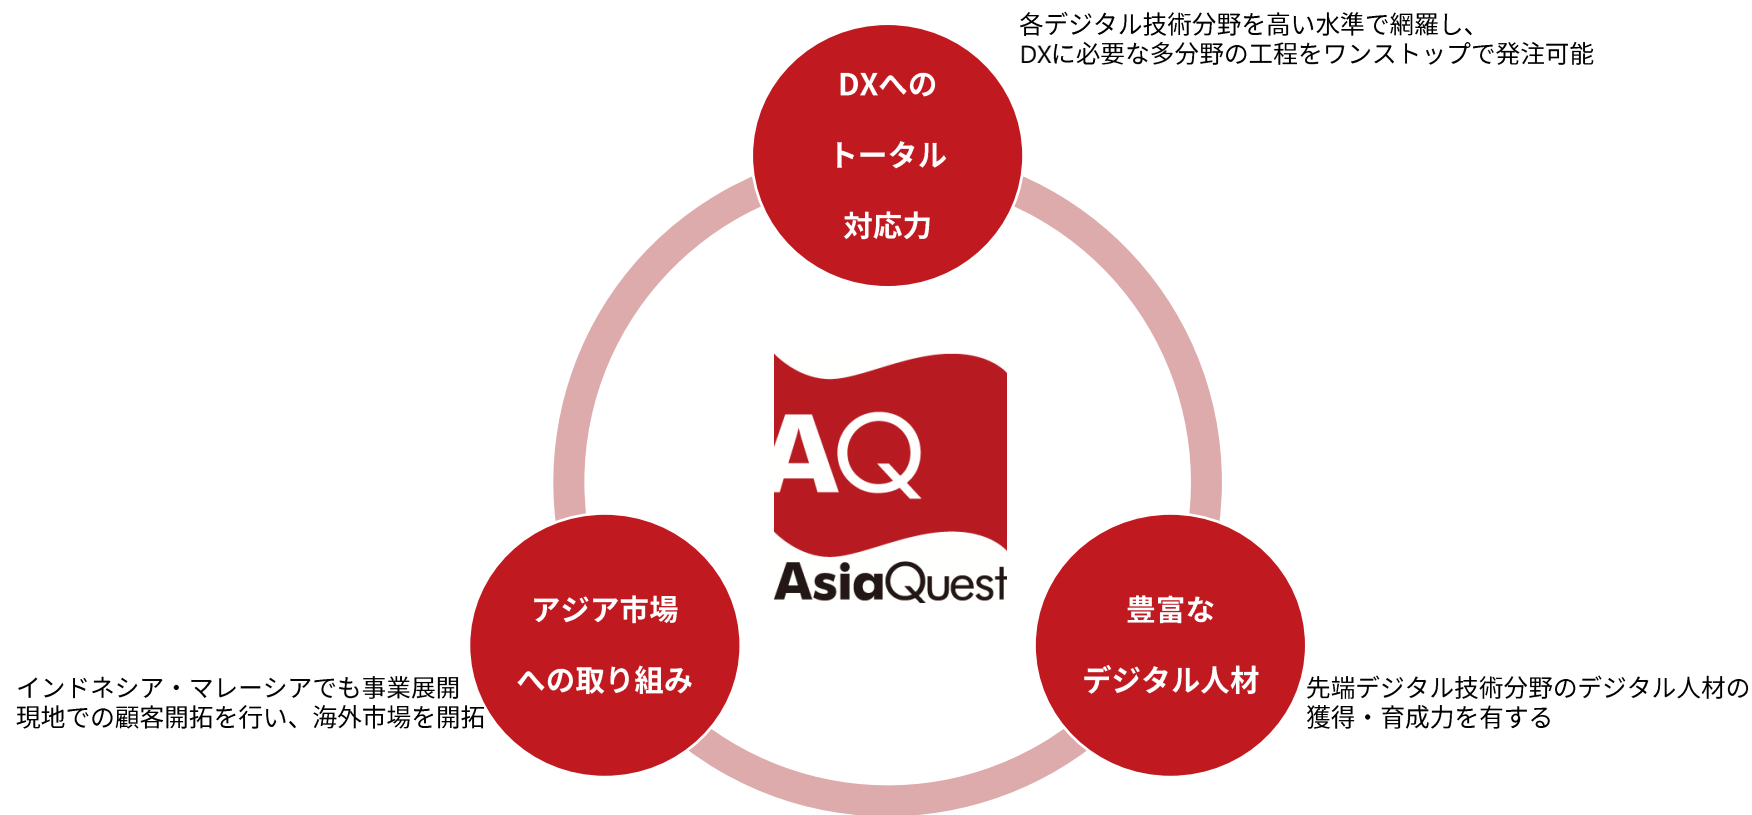 各デジタル技術分野を高い水準で網羅し、
DXに必要な多分野の工程をワンストップで発注可能
DXへの
トータル
対応力
AQ
AsiaQuest
アジア市場
への取り組み
インドネシア・マレーシアでも事業展開
現地での顧客開拓を行い、海外市場を開拓
豊富な
デジタル人材
先端デジタル技術分野のデジタル人材の
獲得・育成力を有する